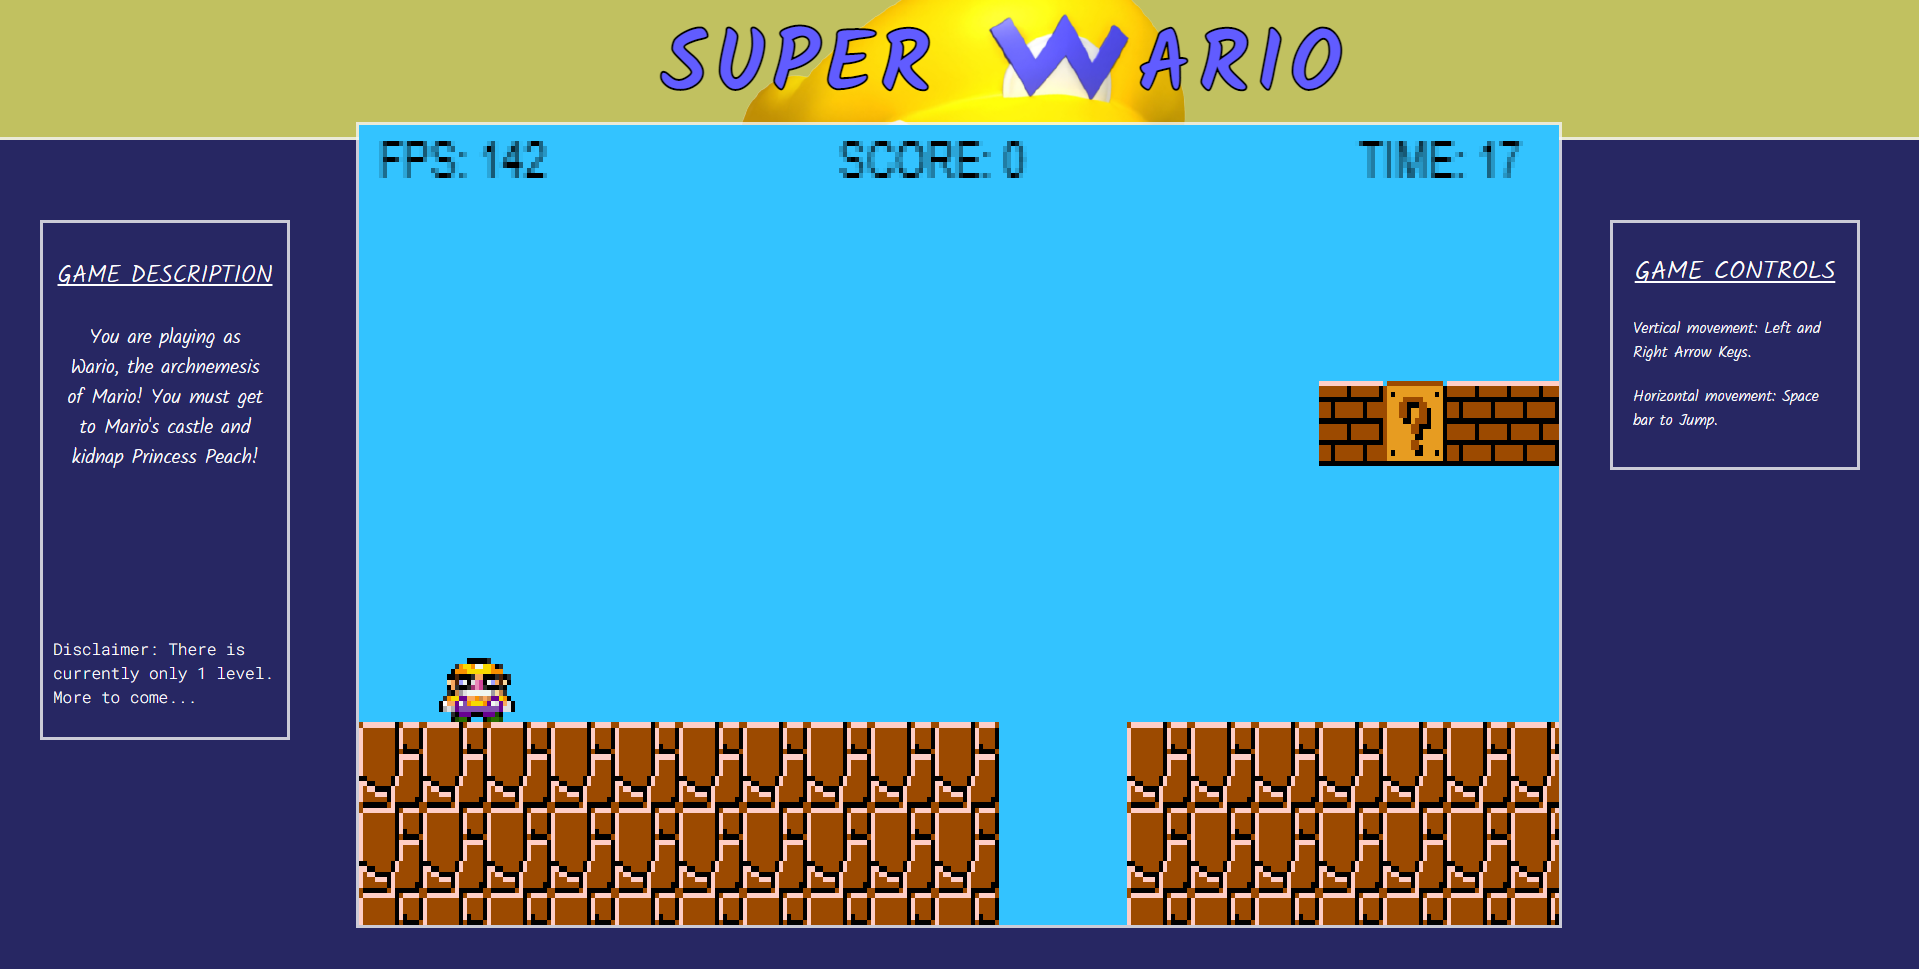 SUPER WARIO
FPS: 142 SCORE: 0 TIME: 17
GAME DESCRIPTION
You are playing as
Wario, the archnemesis
of Mario! You must get
to Mario's castle and
kidnap Princess Peach!
Disclaimer: There is
currently only 1 level.
More to come...
?
GAME CONTROLS
Vertical movement: Left and
Right Arrow Keys.
Horizontal movement: Space
bar to Jump.